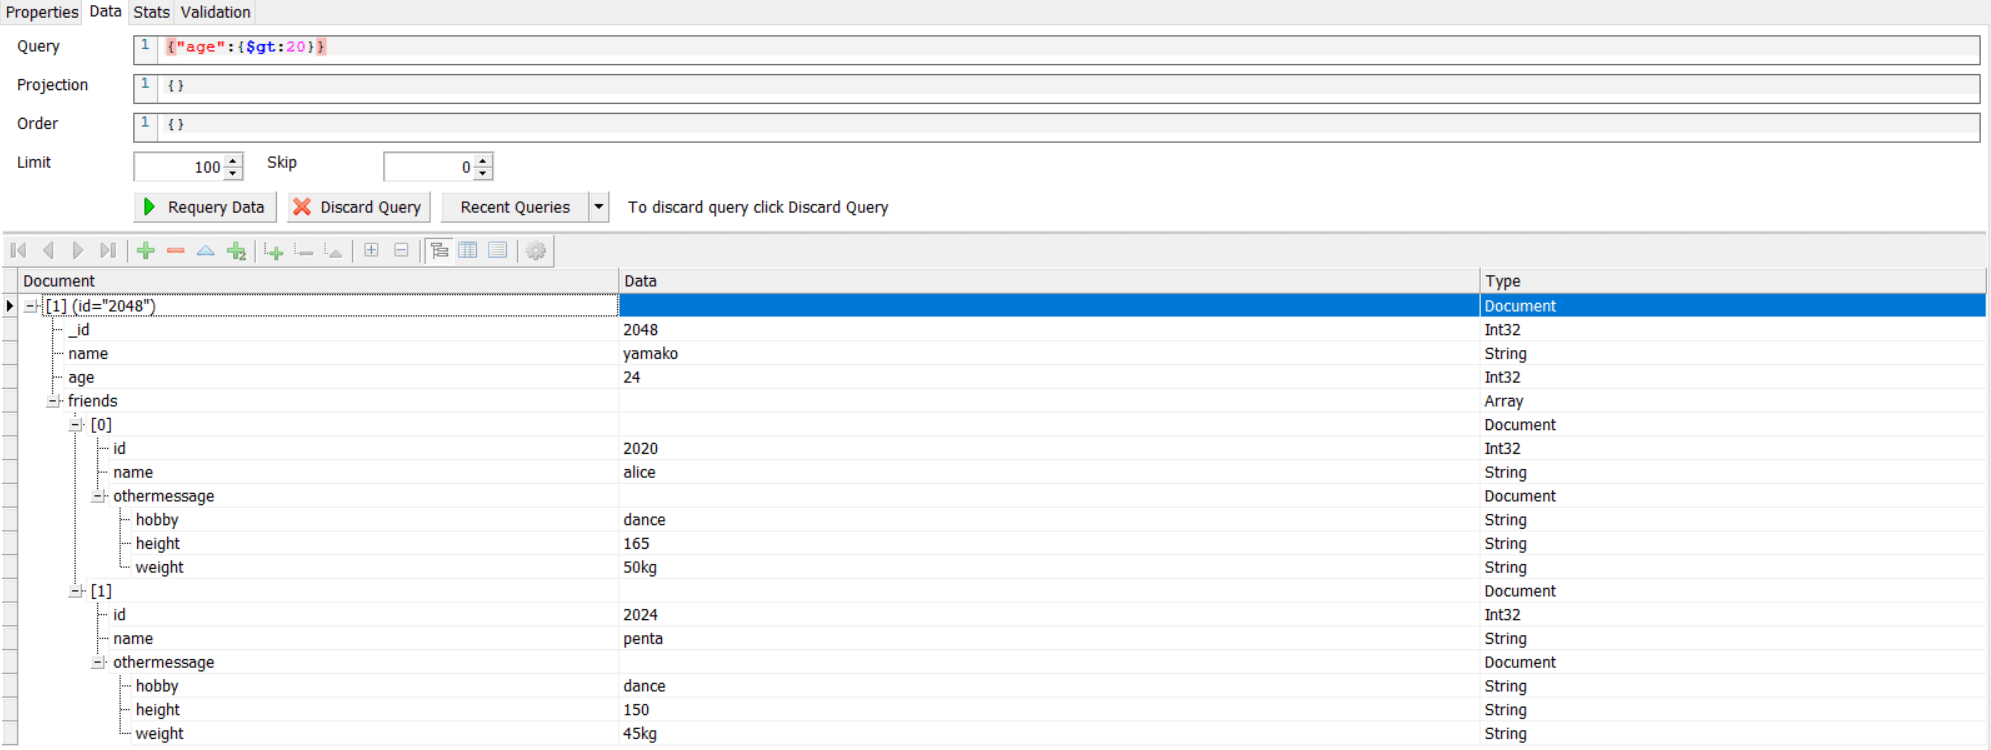 Properties Data Stats Validation
Query 1 {"age":{$gt:20}}
Projection 1 {}
Order 1 {}
Limit 100 Skip 0
Requery Data Discard Query Recent Queries To discard query click Discard Query
2
Document Data Type
[1] (id="2048") Document
_id 2048 Int32
name yamako String
age 24 Int32
friends Array
[0] Document
id 2020 Int32
name alice String
othermessage Document
hobby dance String
height 165 String
weight 50kg String
[1] Document
id 2024 Int32
name penta String
othermessage Document
hobby dance String
height 150 String
weight 45kg String